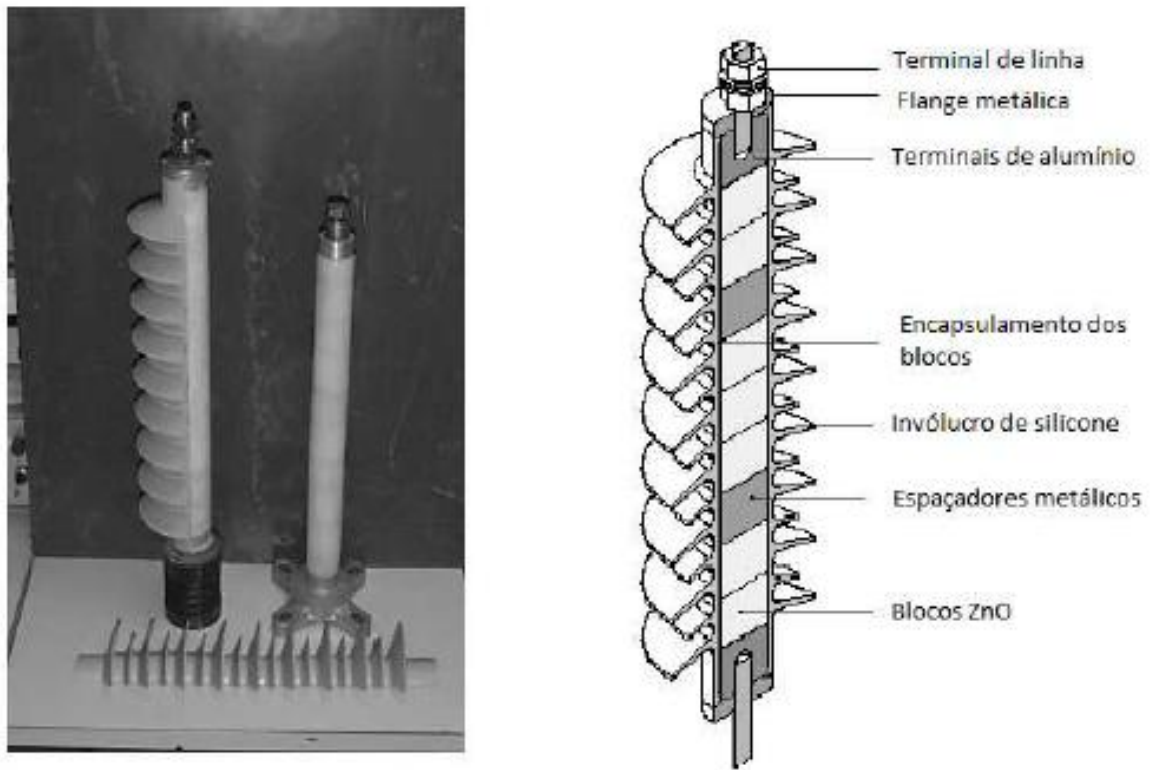 Terminal de linha
Flange metálica
Terminais de alumínio
Encapsulamento dos
blocos
Invólucro de silicone
Espaçadores metálicos
Blocos ZnO